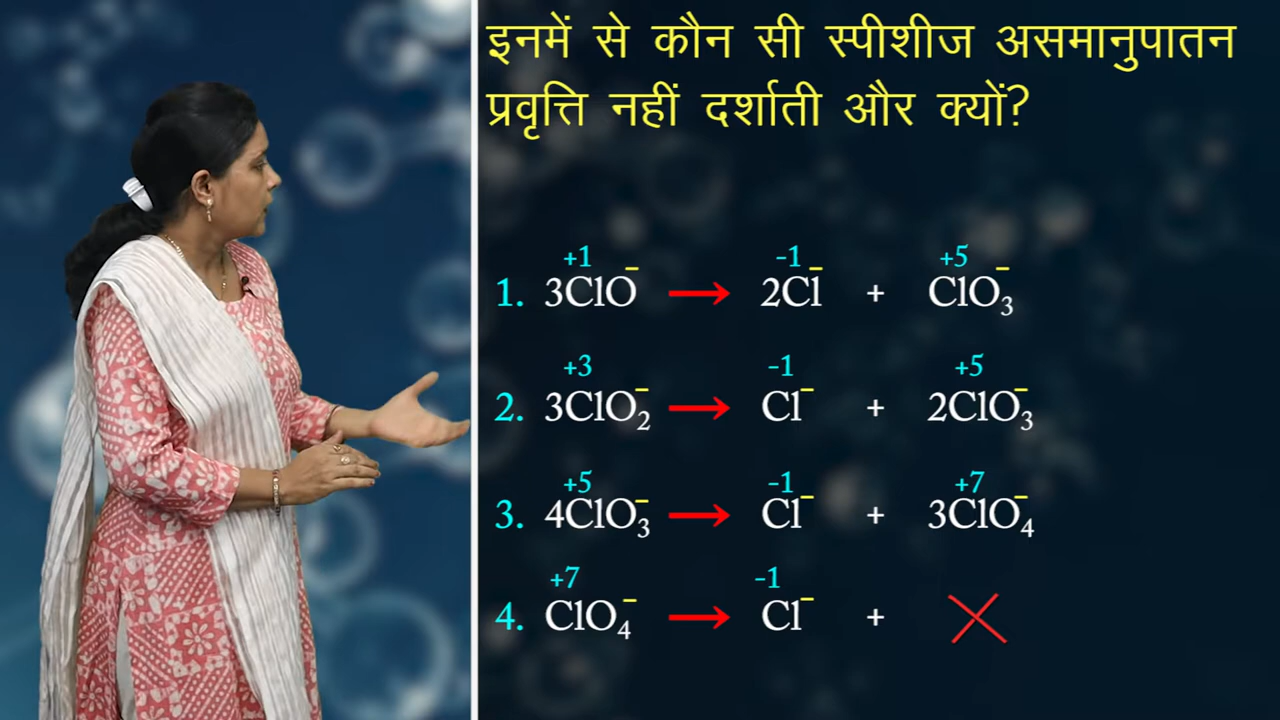 इनमें से कौन सी स्पीशीज असमानुपातन
प्रवृत्ति नहीं दर्शाती और क्यों?
+1 -1 +5
1. 3ClO⁻ → 2Cl⁻ + ClO₃⁻
+3 -1 +5
2. 3ClO₂⁻ → Cl⁻ + 2ClO₃⁻
+5 -1 +7
3. 4ClO₃⁻ → Cl⁻ + 3ClO₄⁻
+7 -1
4. ClO₄⁻ → Cl⁻ + ✕